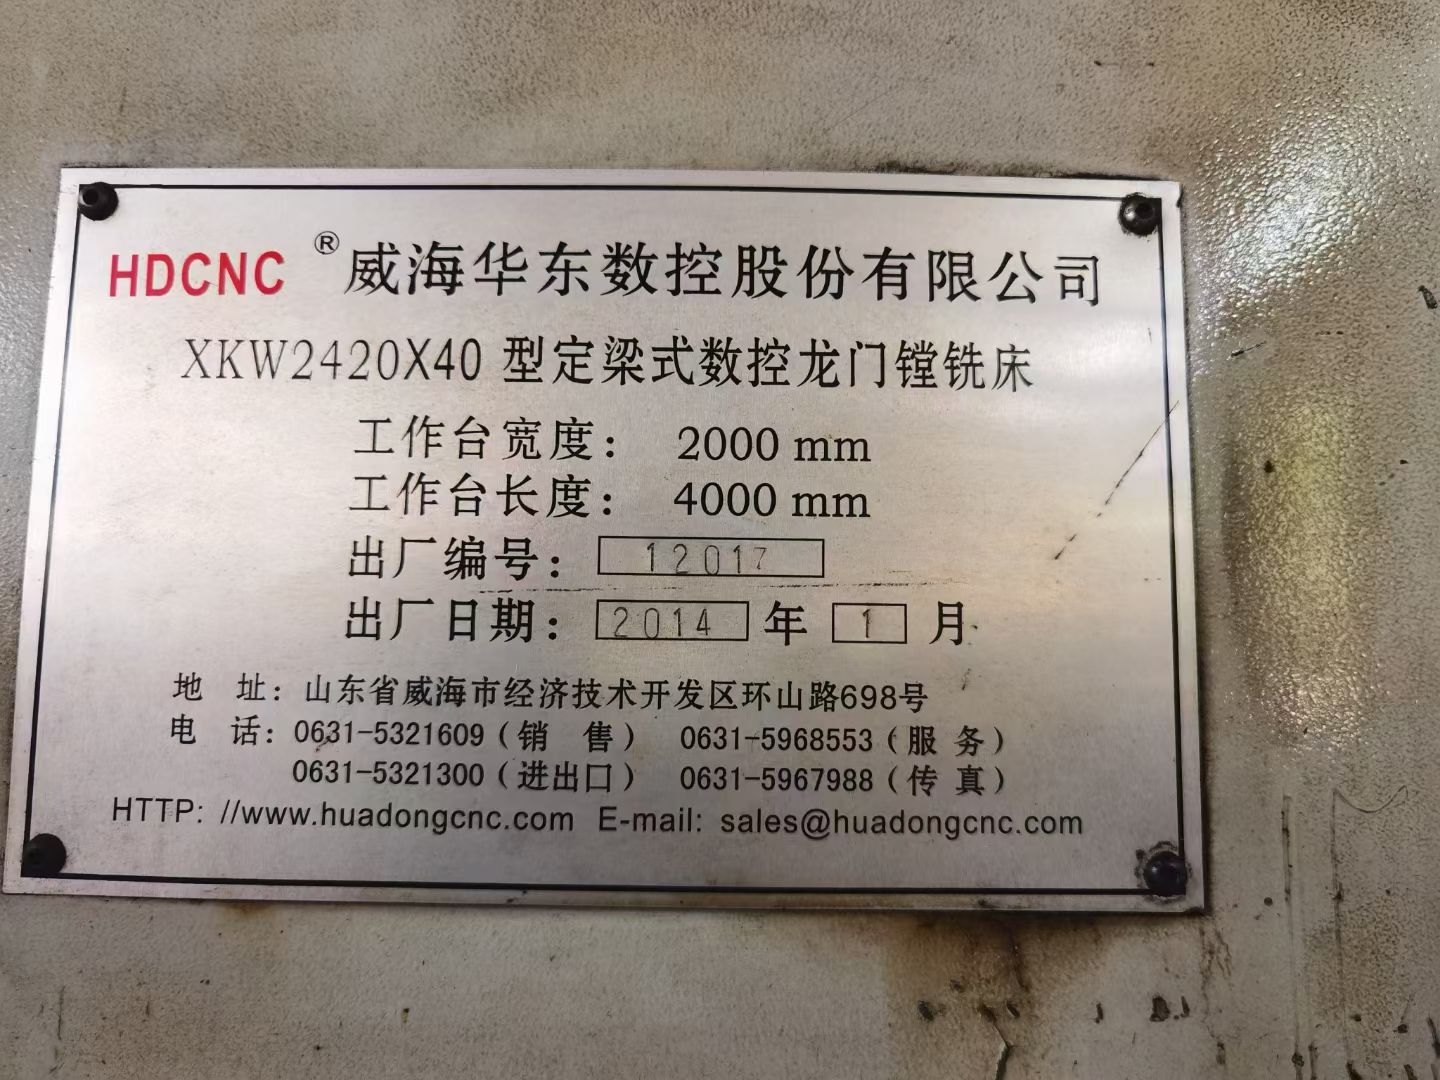 HDCNC ® 威海华东数控股份有限公司
XKW2420X40 型定梁式数控龙门镗铣床
工作台宽度： 2000 mm
工作台长度： 4000 mm
出厂编号： 12017
出厂日期： 2014 年 1 月
地 址：山东省威海市经济技术开发区环山路698号
电 话：0631-5321609（销 售） 0631-5968553（服 务）
0631-5321300（进出口） 0631-5967988（传 真）
HTTP: //www.huadongcnc.com E-mail: sales@huadongcnc.com